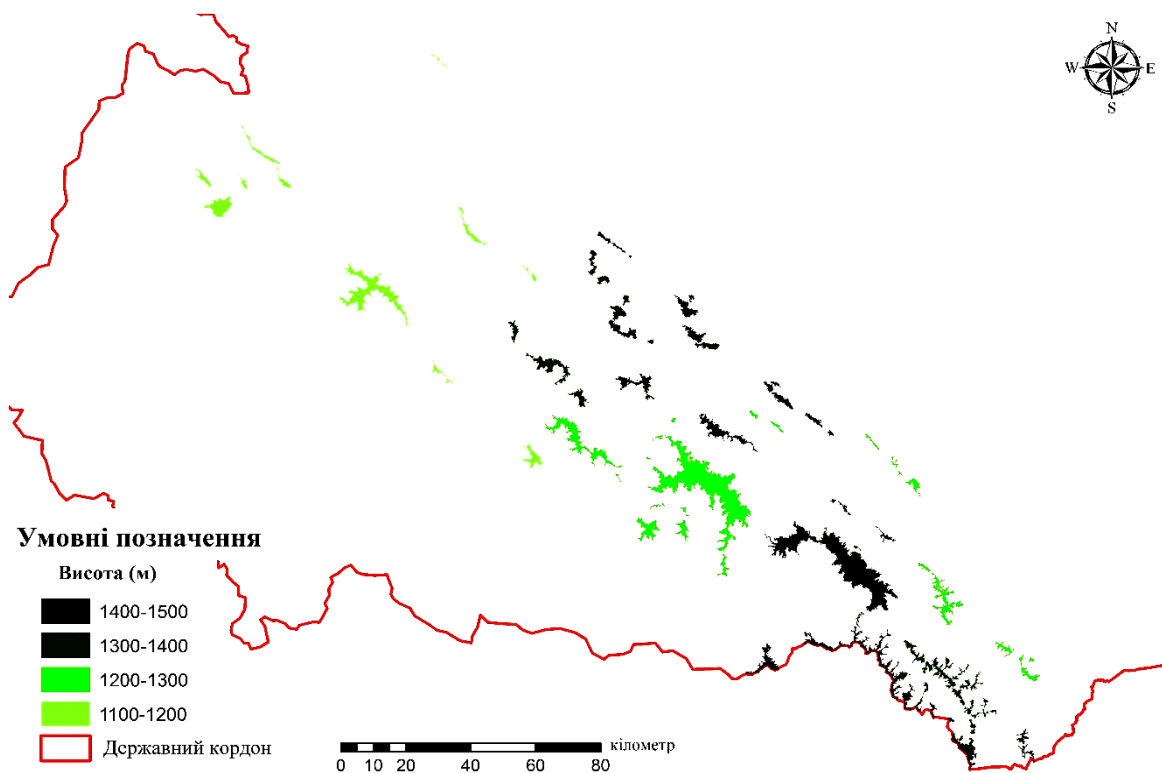 N
W E
S
Умовні позначення
Висота (м)
1400-1500
1300-1400
1200-1300
1100-1200
Державний кордон
кілометр
0 10 20 40 60 80